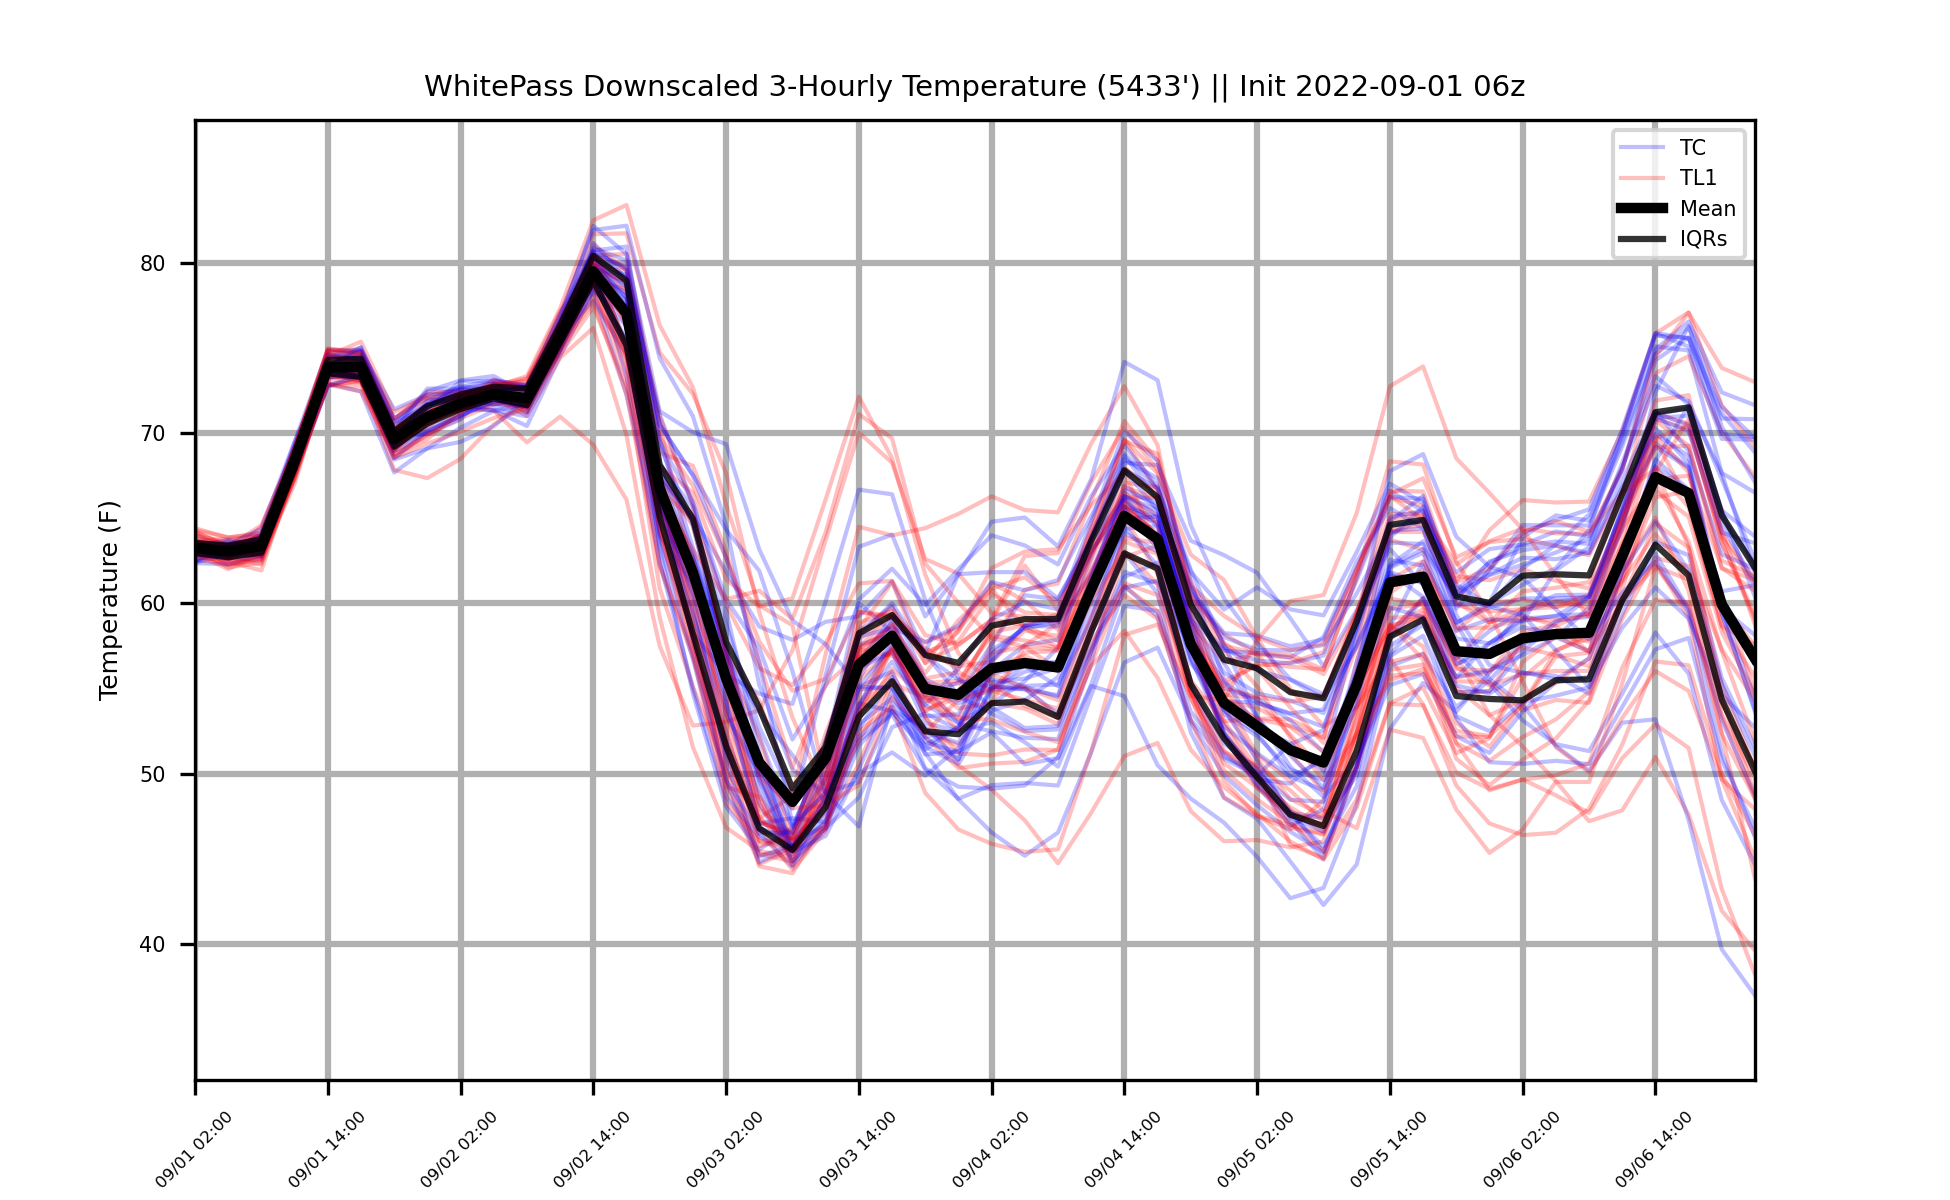 WhitePass Downscaled 3-Hourly Temperature (5433') || Init 2022-09-01 06z
TC
TL1
Mean
IQRs
Temperature (F)
80
70
60
50
40
09/01 02:00
09/01 14:00
09/02 02:00
09/02 14:00
09/03 02:00
09/03 14:00
09/04 02:00
09/04 14:00
09/05 02:00
09/05 14:00
09/06 02:00
09/06 14:00